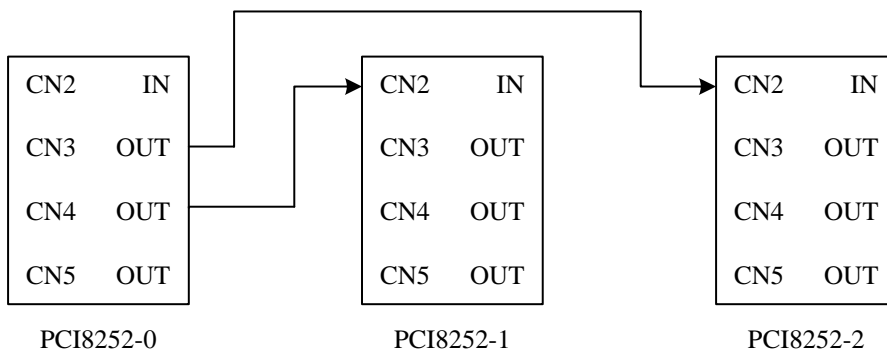 CN2 IN CN2 IN CN2 IN
CN3 OUT CN3 OUT CN3 OUT
CN4 OUT CN4 OUT CN4 OUT
CN5 OUT CN5 OUT CN5 OUT
PCI8252-0 PCI8252-1 PCI8252-2